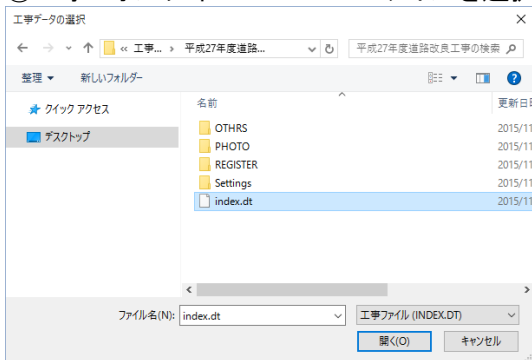 工事データの選択
« 工事... › 平成27年度道路...
平成27年度道路改良工事の検索
整理 新しいフォルダー
クイック アクセス
デスクトップ
名前 更新日
OTHRS 2015/11
PHOTO 2015/11
REGISTER 2015/11
Settings 2015/11
index.dt 2015/11
ファイル名(N): index.dt 工事ファイル (INDEX.DT)
開く(O) キャンセル